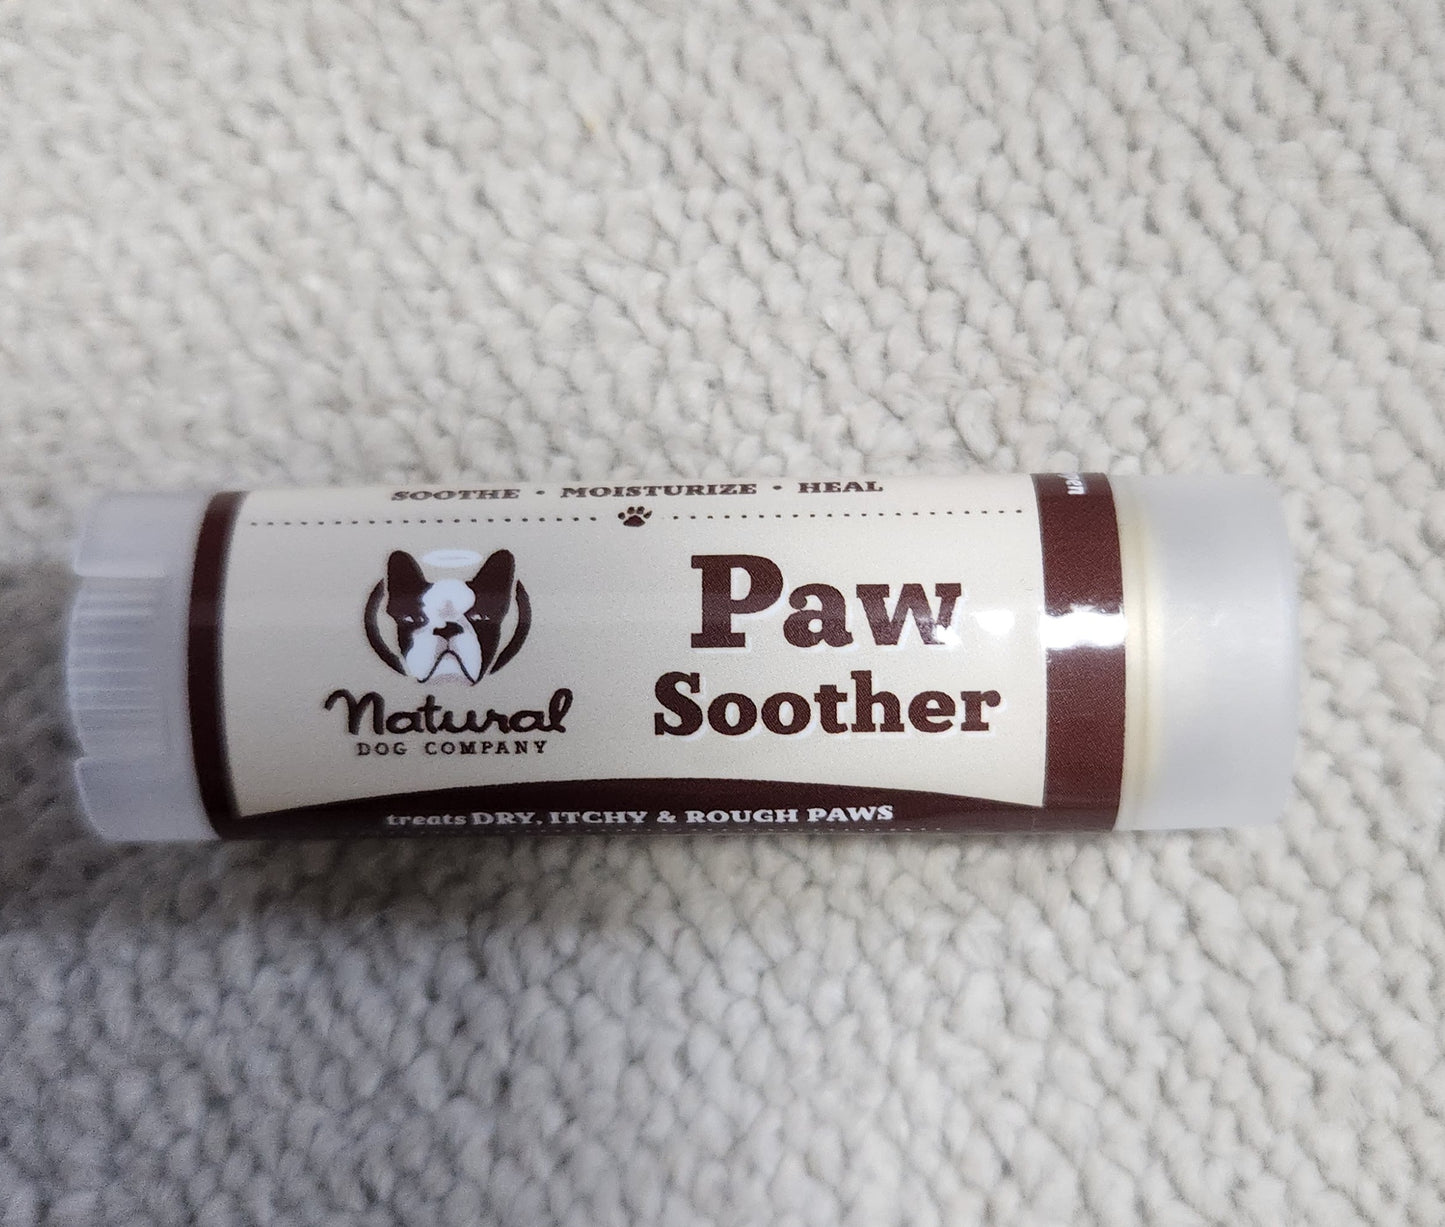 SOOTHE • MOISTURIZE • HEAL
Natural
DOG COMPANY
Paw
Soother
treats DRY, ITCHY & ROUGH PAWS